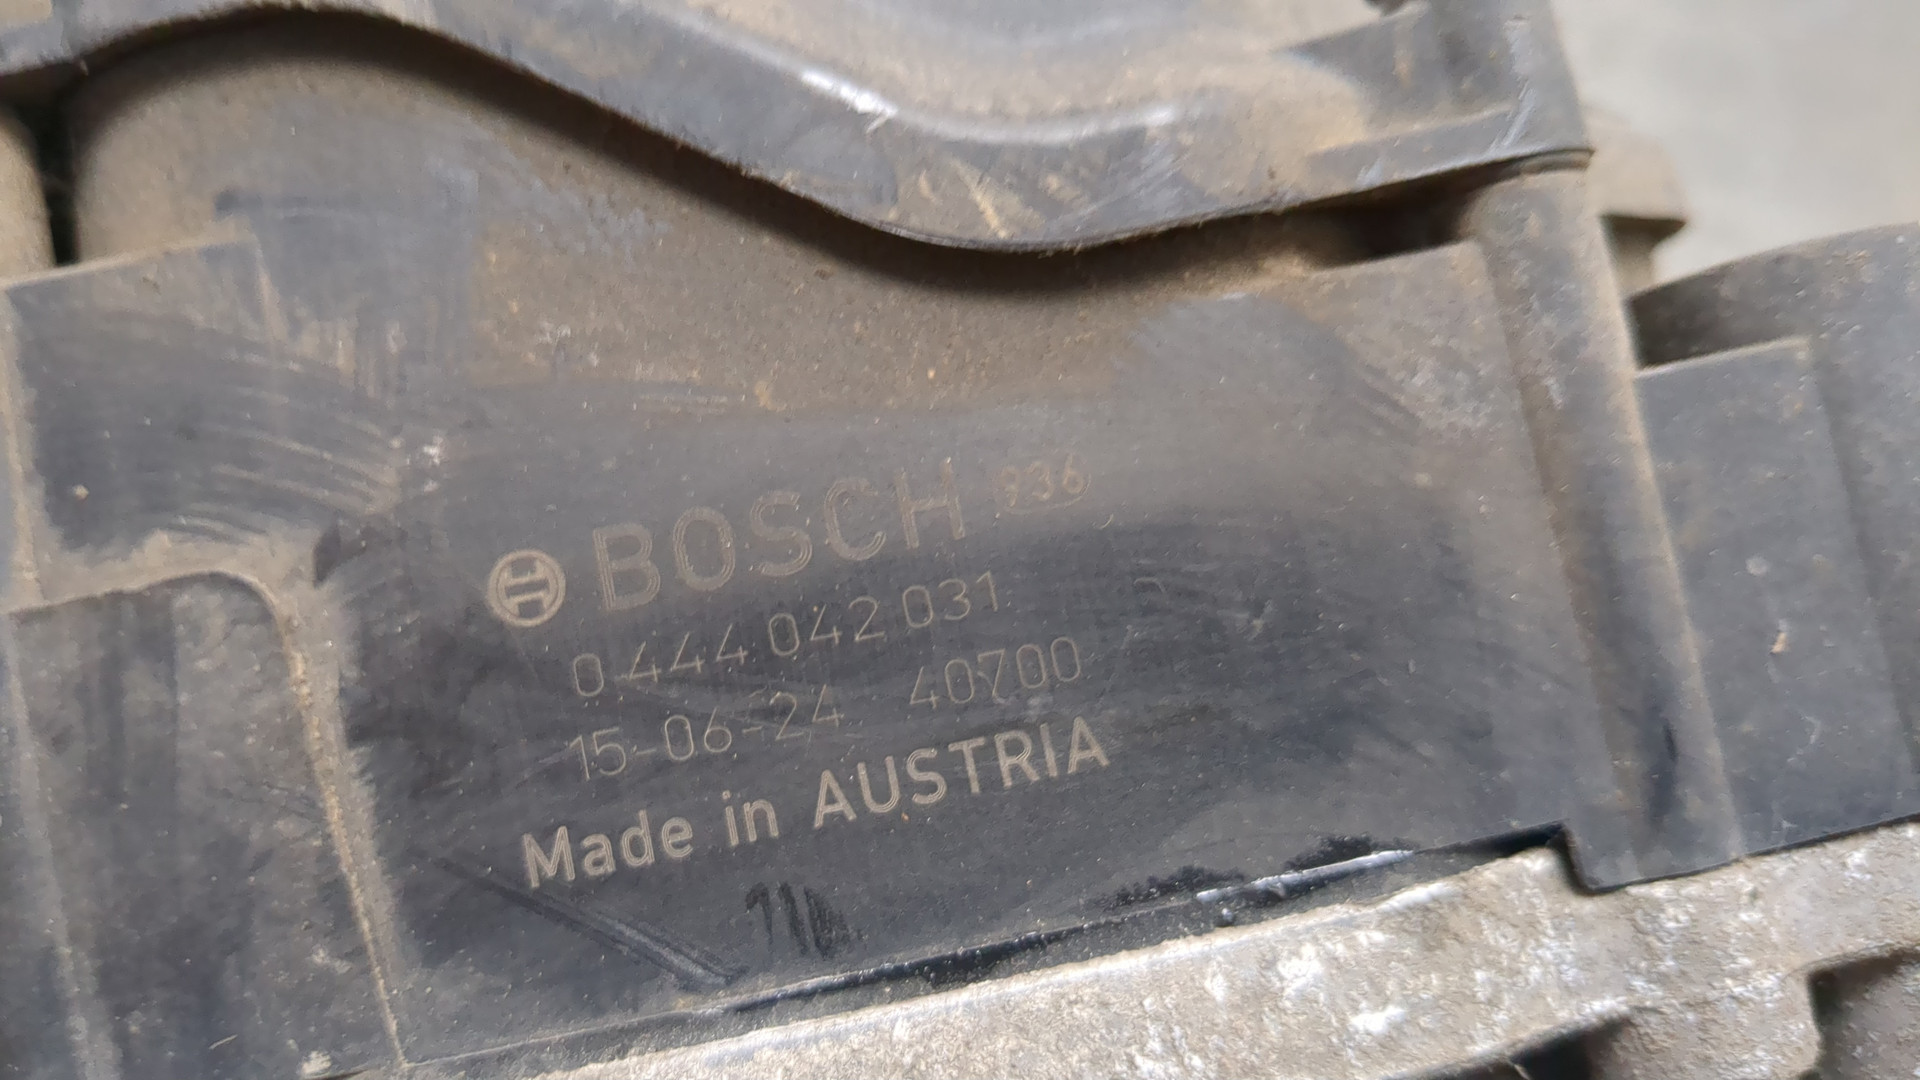 BOSCH 936
0 444 042 031
15-06-24 40700
Made in AUSTRIA